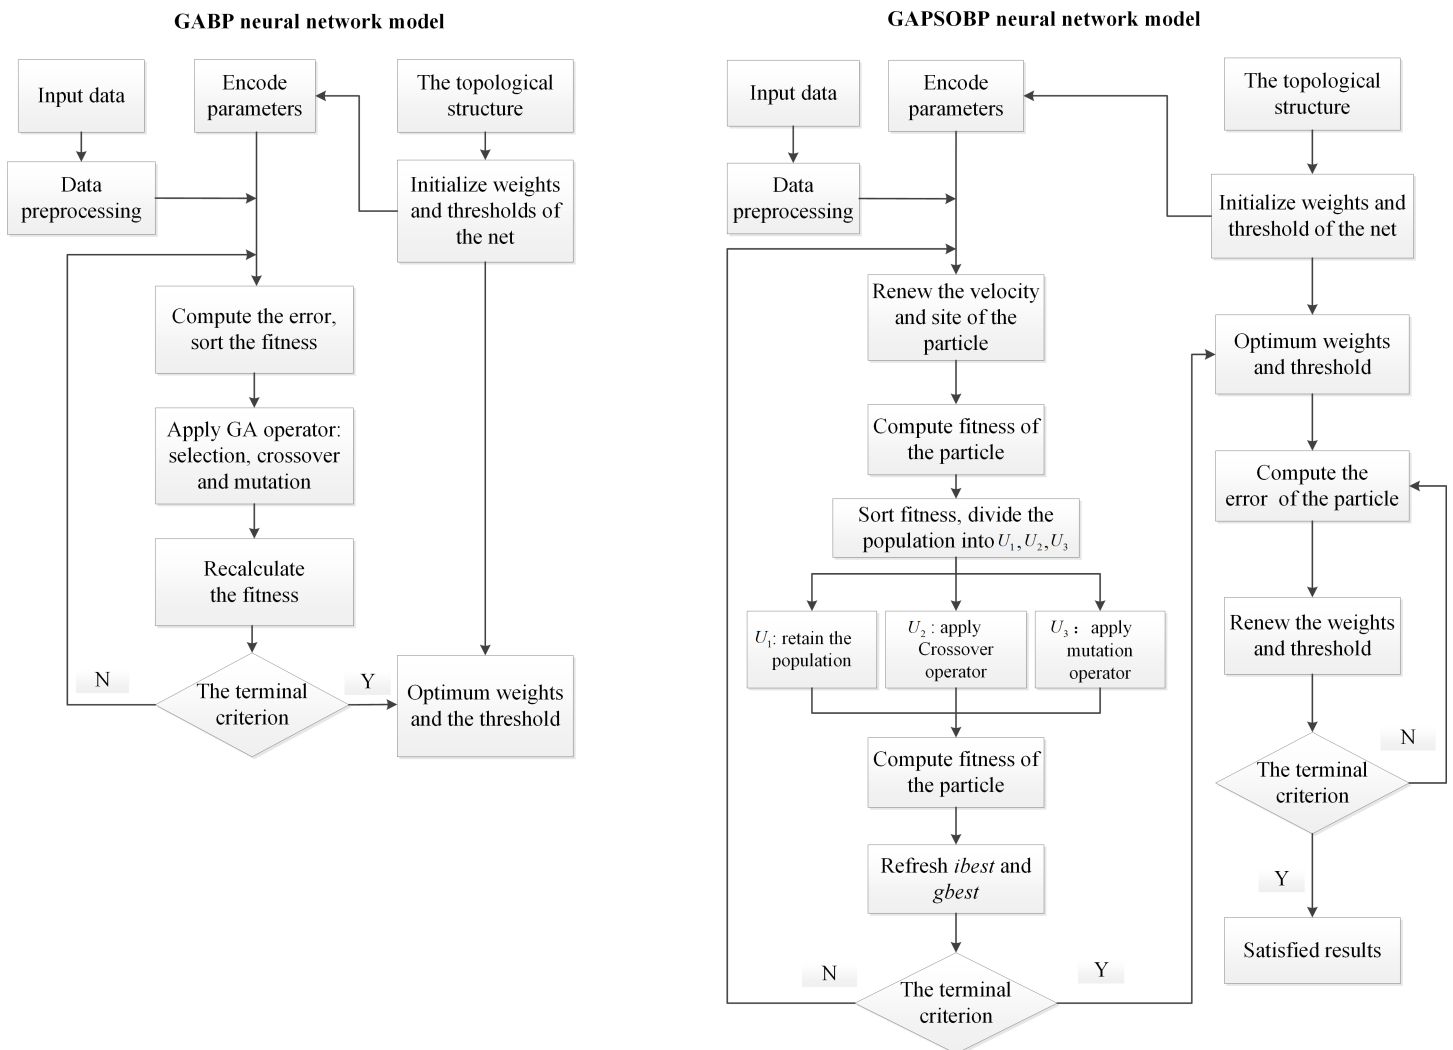 GABP neural network model
Input data
Encode
parameters
The topological
structure
Data
preprocessing
Initialize weights
and thresholds of
the net
Compute the error,
sort the fitness
Apply GA operator:
selection, crossover
and mutation
Recalculate
the fitness
The terminal
criterion
N
Y
Optimum weights
and the threshold
GAPSOBP neural network model
Input data
Encode
parameters
The topological
structure
Data
preprocessing
Initialize weights and
threshold of the net
Renew the velocity
and site of the
particle
Compute fitness of
the particle
Sort fitness, divide the
population into U1, U2, U3
U1: retain the
population
U2 : apply
Crossover
operator
U3 ：apply
mutation
operator
Compute fitness of
the particle
Refresh ibest and
gbest
The terminal
criterion
N
Y
Optimum weights
and threshold
Compute the
error of the particle
Renew the weights
and threshold
The terminal
criterion
N
Y
Satisfied results